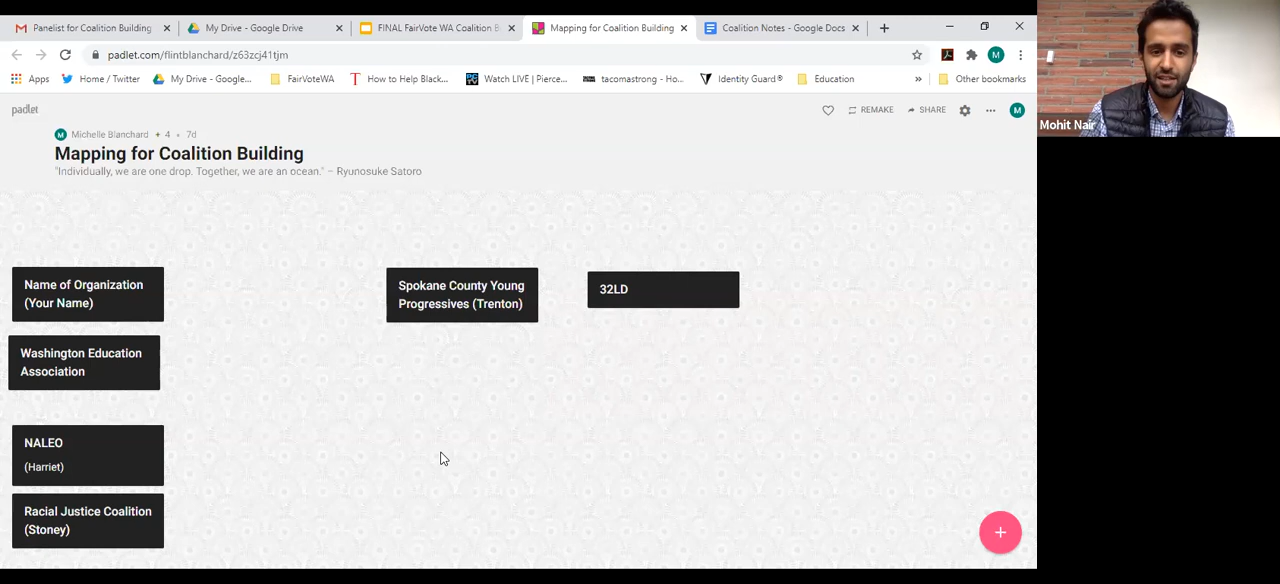 Panelist for Coalition Building
My Drive - Google Drive
FINAL FairVote WA Coalition B
Mapping for Coalition Building
Coalition Notes - Google Docs
padlet.com/flintblanchard/z63zcj41tjm
M
Apps
Home / Twitter
My Drive - Google...
FairVoteWA
How to Help Black...
Watch LIVE | Pierce...
tacomastrong - Ho...
Identity Guard®
Education
»
Other bookmarks
Mohit Nair
padlet
REMAKE
SHARE
M
M
Michelle Blanchard + 4 • 7d
Mapping for Coalition Building
"Individually, we are one drop. Together, we are an ocean." – Ryunosuke Satoro
Name of Organization
(Your Name)
Spokane County Young
Progressives (Trenton)
32LD
Washington Education
Association
NALEO
(Harriet)
Racial Justice Coalition
(Stoney)